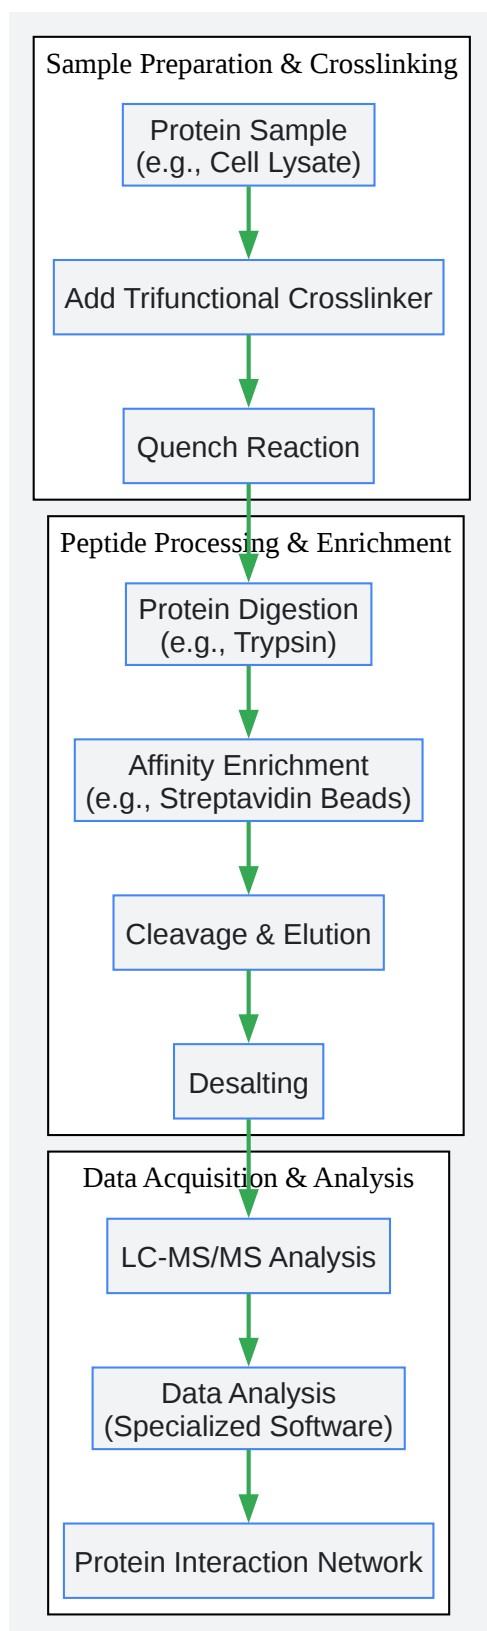 Sample Preparation & Crosslinking
Protein Sample
(e.g., Cell Lysate)
Add Trifunctional Crosslinker
Quench Reaction
Peptide Processing & Enrichment
Protein Digestion
(e.g., Trypsin)
Affinity Enrichment
(e.g., Streptavidin Beads)
Cleavage & Elution
Desalting
Data Acquisition & Analysis
LC-MS/MS Analysis
Data Analysis
(Specialized Software)
Protein Interaction Network